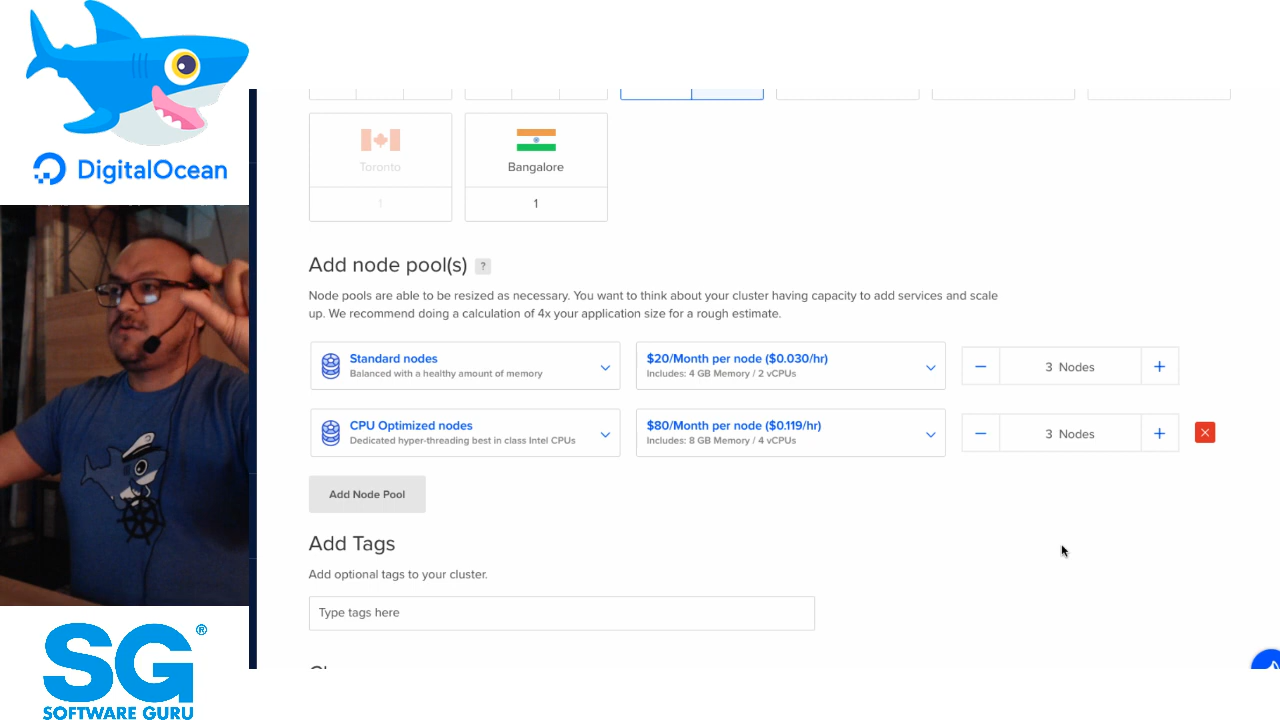 DigitalOcean
Toronto
1
Bangalore
1
Add node pool(s) ?
Node pools are able to be resized as necessary. You want to think about your cluster having capacity to add services and scale
up. We recommend doing a calculation of 4x your application size for a rough estimate.
Standard nodes
Balanced with a healthy amount of memory
$20/Month per node ($0.030/hr)
Includes: 4 GB Memory / 2 vCPUs
3 Nodes
CPU Optimized nodes
Dedicated hyper-threading best in class Intel CPUs
$80/Month per node ($0.119/hr)
Includes: 8 GB Memory / 4 vCPUs
3 Nodes
Add Node Pool
Add Tags
Add optional tags to your cluster.
Type tags here
SG®
SOFTWARE GURU